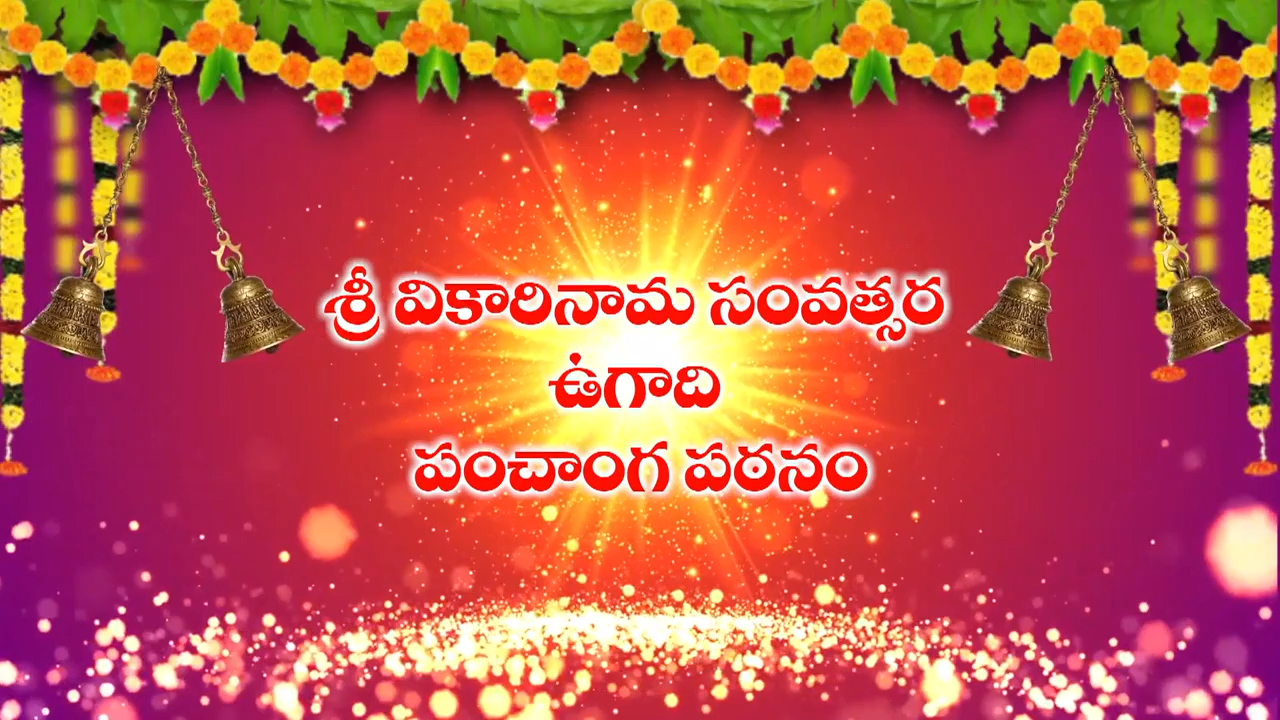 శ్రీ వికారినామ సంవత్సర
ఉగాది
పంచాంగ పఠనం